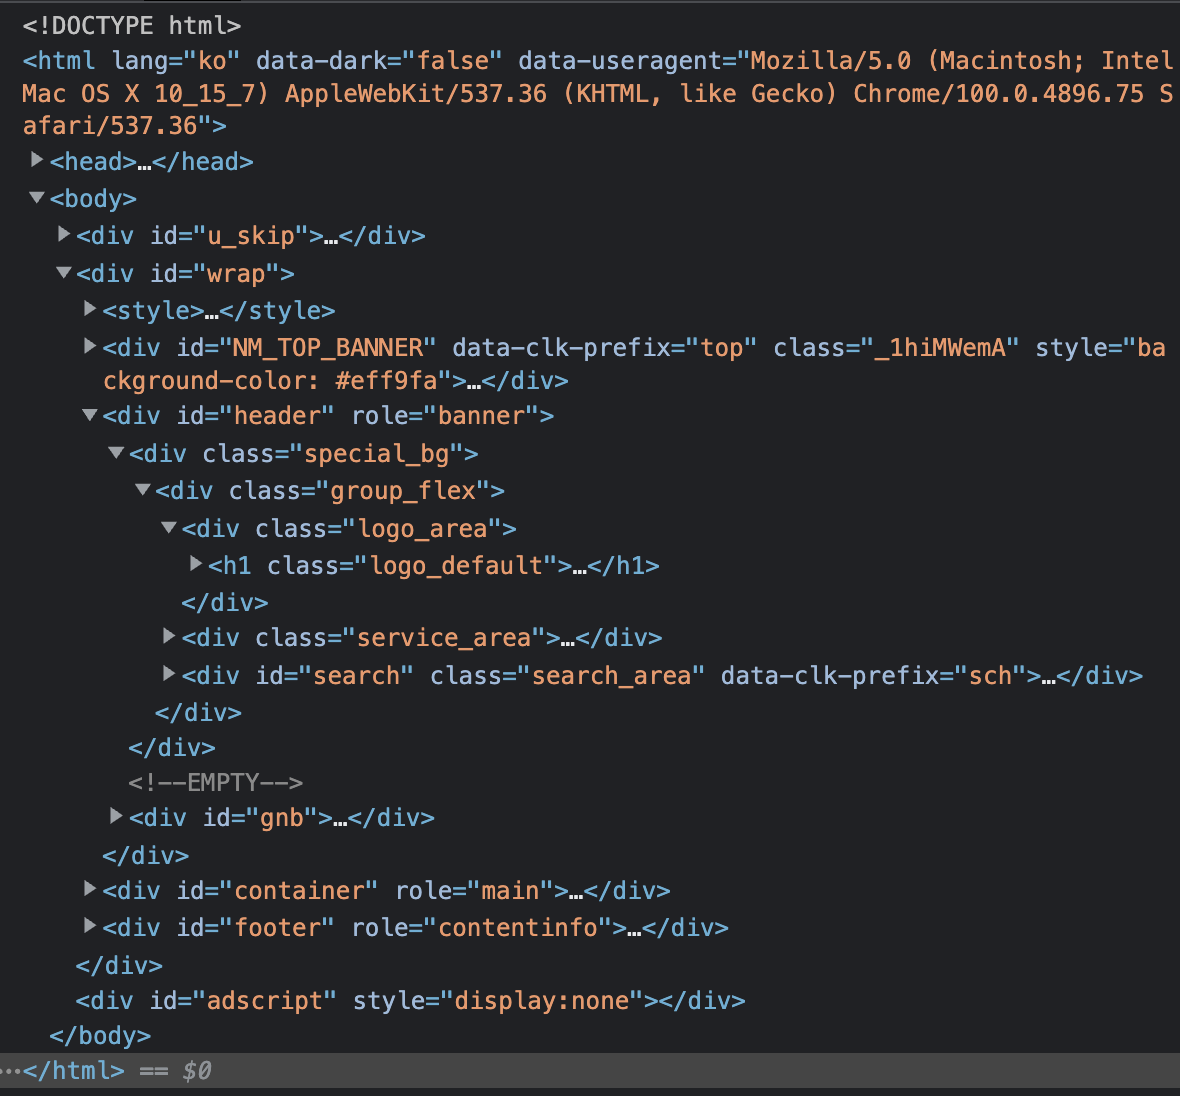 <!DOCTYPE html>
<html lang="ko" data-dark="false" data-useragent="Mozilla/5.0 (Macintosh; Intel
Mac OS X 10_15_7) AppleWebKit/537.36 (KHTML, like Gecko) Chrome/100.0.4896.75 S
afari/537.36">
<head>…</head>
<body>
<div id="u_skip">…</div>
<div id="wrap">
<style>…</style>
<div id="NM_TOP_BANNER" data-clk-prefix="top" class="_1hiMWemA" style="ba
ckground-color: #eff9fa">…</div>
<div id="header" role="banner">
<div class="special_bg">
<div class="group_flex">
<div class="logo_area">
<h1 class="logo_default">…</h1>
</div>
<div class="service_area">…</div>
<div id="search" class="search_area" data-clk-prefix="sch">…</div>
</div>
</div>
<!--EMPTY-->
<div id="gnb">…</div>
</div>
<div id="container" role="main">…</div>
<div id="footer" role="contentinfo">…</div>
</div>
<div id="adscript" style="display:none"></div>
</body>
…</html> == $0